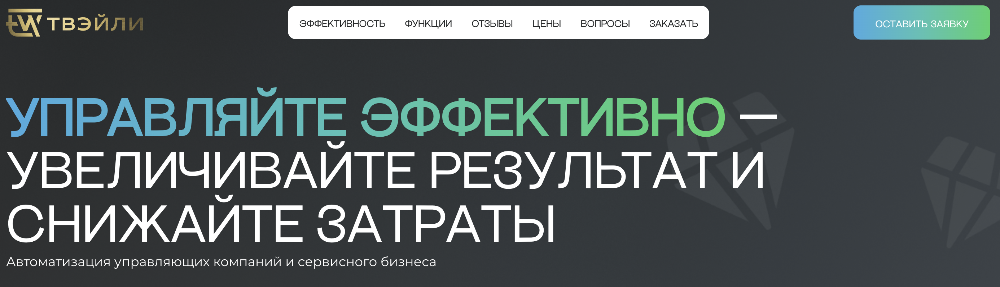 tw ТВЭЙЛИ
ЭФФЕКТИВНОСТЬ ФУНКЦИИ ОТЗЫВЫ ЦЕНЫ ВОПРОСЫ ЗАКАЗАТЬ
ОСТАВИТЬ ЗАЯВКУ
УПРАВЛЯЙТЕ ЭФФЕКТИВНО —
УВЕЛИЧИВАЙТЕ РЕЗУЛЬТАТ И
СНИЖАЙТЕ ЗАТРАТЫ
Автоматизация управляющих компаний и сервисного бизнеса